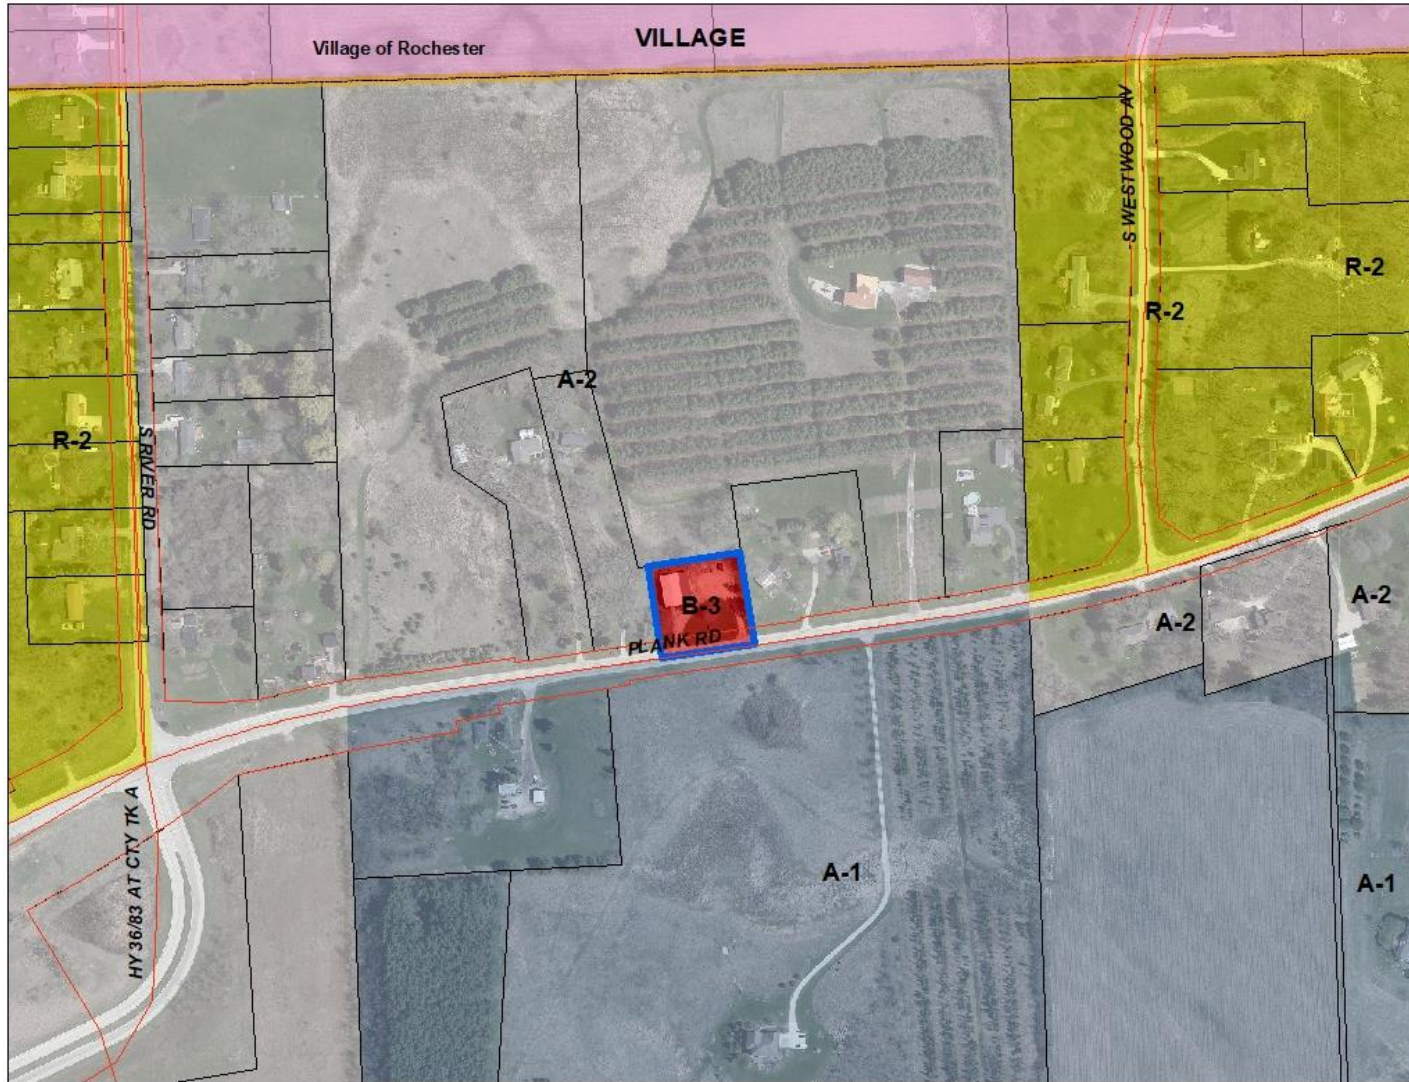 VILLAGE
Village of Rochester
S WESTWOOD AV
R-2
R-2
A-2
R-2
S RIVER RD
B-3
A-2
A-2
PLANK RD
A-1
A-1
HY 36/83 AT CTY TK A